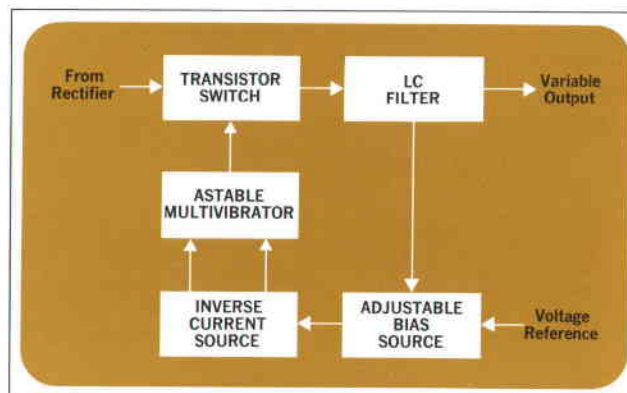 From
Rectifier
TRANSISTOR
SWITCH
LC
FILTER
Variable
Output
ASTABLE
MULTIVIBRATOR
INVERSE
CURRENT
SOURCE
ADJUSTABLE
BIAS
SOURCE
Voltage
Reference